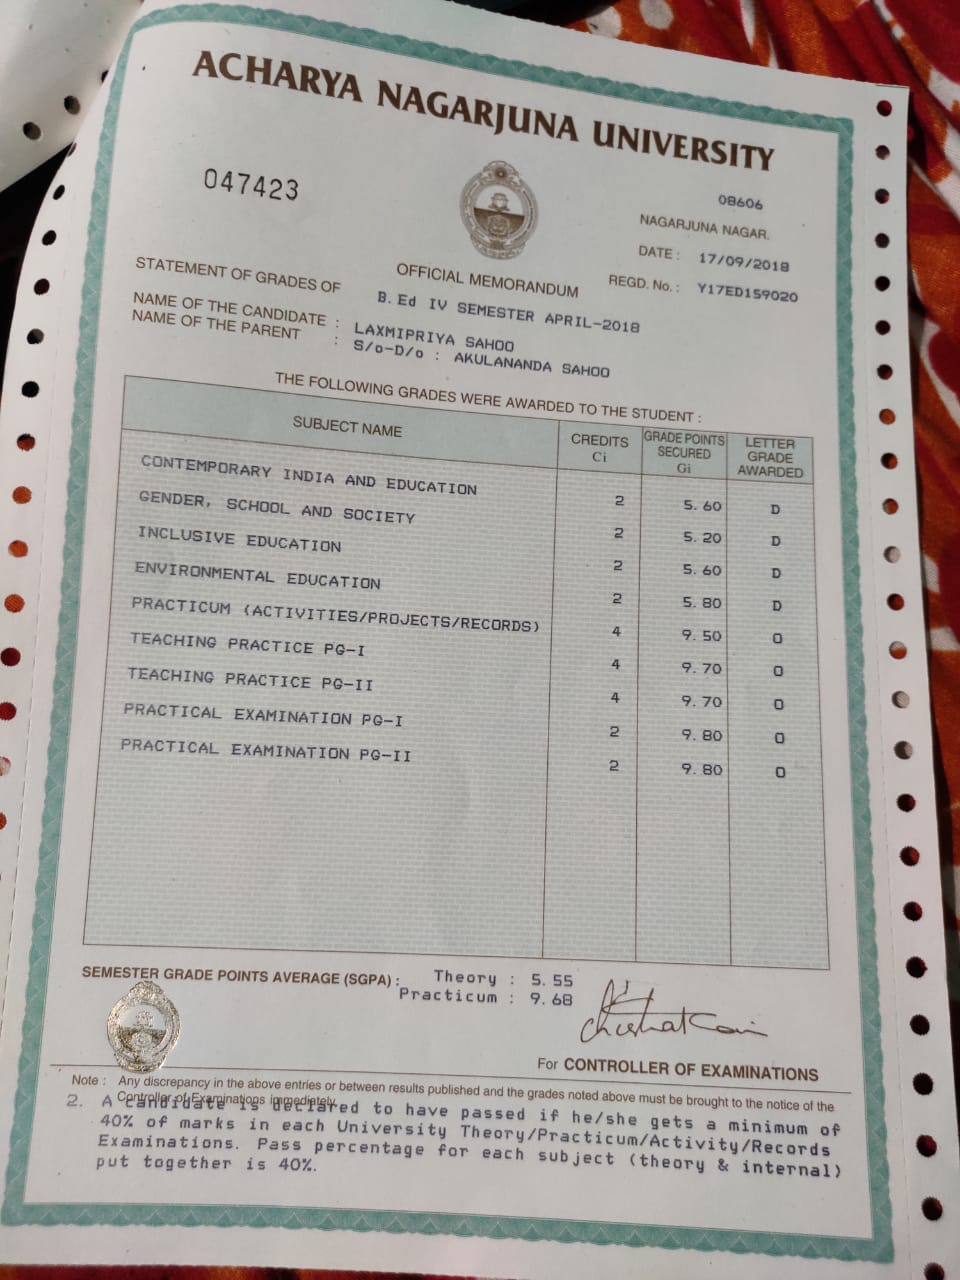 ACHARYA NAGARJUNA UNIVERSITY
047423
08606
NAGARJUNA NAGAR.
DATE : 17/09/2018
OFFICIAL MEMORANDUM
REGD. No. : Y17ED159020
STATEMENT OF GRADES OF B.Ed IV SEMESTER APRIL-2018
NAME OF THE CANDIDATE : LAXMIPRIYA SAHOO
NAME OF THE PARENT : S/o-D/o : AKULANANDA SAHOO
THE FOLLOWING GRADES WERE AWARDED TO THE STUDENT :
SUBJECT NAME CREDITS Ci GRADE POINTS SECURED Gi LETTER GRADE AWARDED
CONTEMPORARY INDIA AND EDUCATION 2 5.60 D
GENDER, SCHOOL AND SOCIETY 2 5.20 D
INCLUSIVE EDUCATION 2 5.60 D
ENVIRONMENTAL EDUCATION 2 5.80 D
PRACTICUM (ACTIVITIES/PROJECTS/RECORDS) 4 9.50 O
TEACHING PRACTICE PG-I 4 9.70 O
TEACHING PRACTICE PG-II 4 9.70 O
PRACTICAL EXAMINATION PG-I 2 9.80 O
PRACTICAL EXAMINATION PG-II 2 9.80 O
SEMESTER GRADE POINTS AVERAGE (SGPA) : Theory : 5.55
Practicum : 9.68
For CONTROLLER OF EXAMINATIONS
Note : Any discrepancy in the above entries or between results published and the grades noted above must be brought to the notice of the
Controller of Examinations immediately.
2. A candidate is declared to have passed if he/she gets a minimum of
40% of marks in each University Theory/Practicum/Activity/Records
Examinations. Pass percentage for each subject (theory & internal)
put together is 40%.